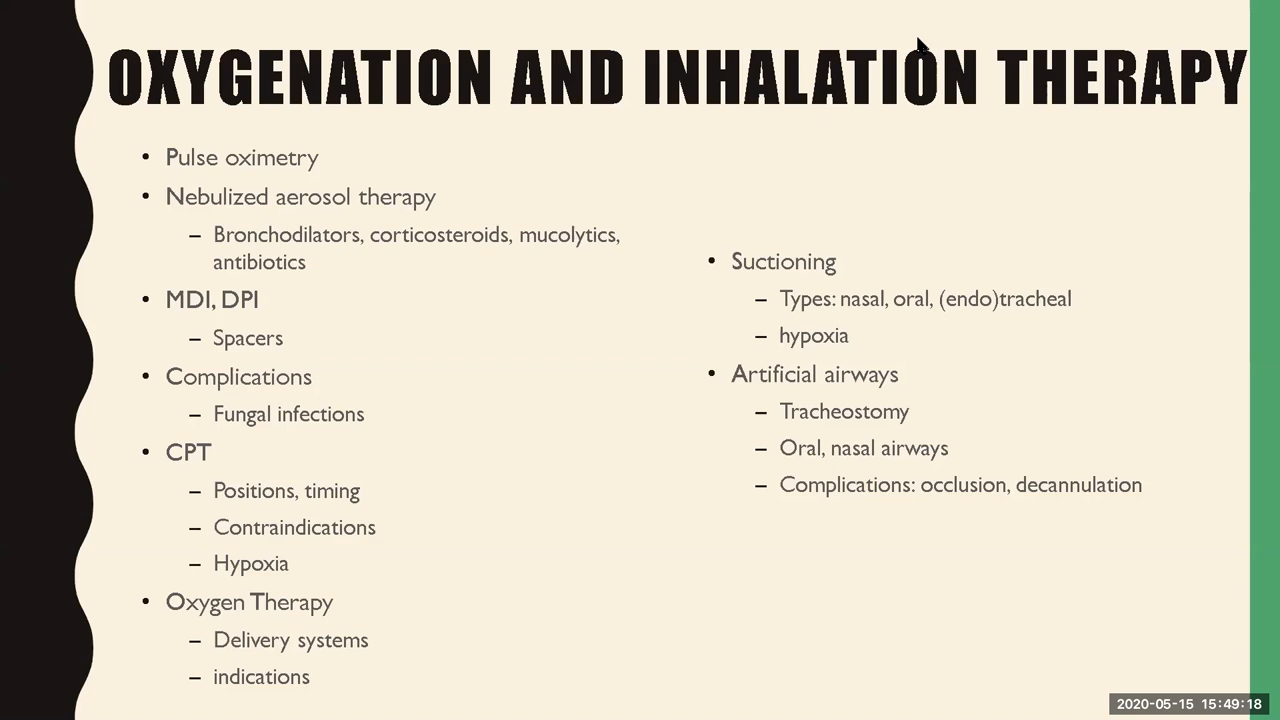 OXYGENATION AND INHALATION THERAPY
• Pulse oximetry
• Nebulized aerosol therapy
– Bronchodilators, corticosteroids, mucolytics,
antibiotics
• MDI, DPI
– Spacers
• Complications
– Fungal infections
• CPT
– Positions, timing
– Contraindications
– Hypoxia
• Oxygen Therapy
– Delivery systems
– indications
• Suctioning
– Types: nasal, oral, (endo)tracheal
– hypoxia
• Artificial airways
– Tracheostomy
– Oral, nasal airways
– Complications: occlusion, decannulation
2020-05-15 15:49:18